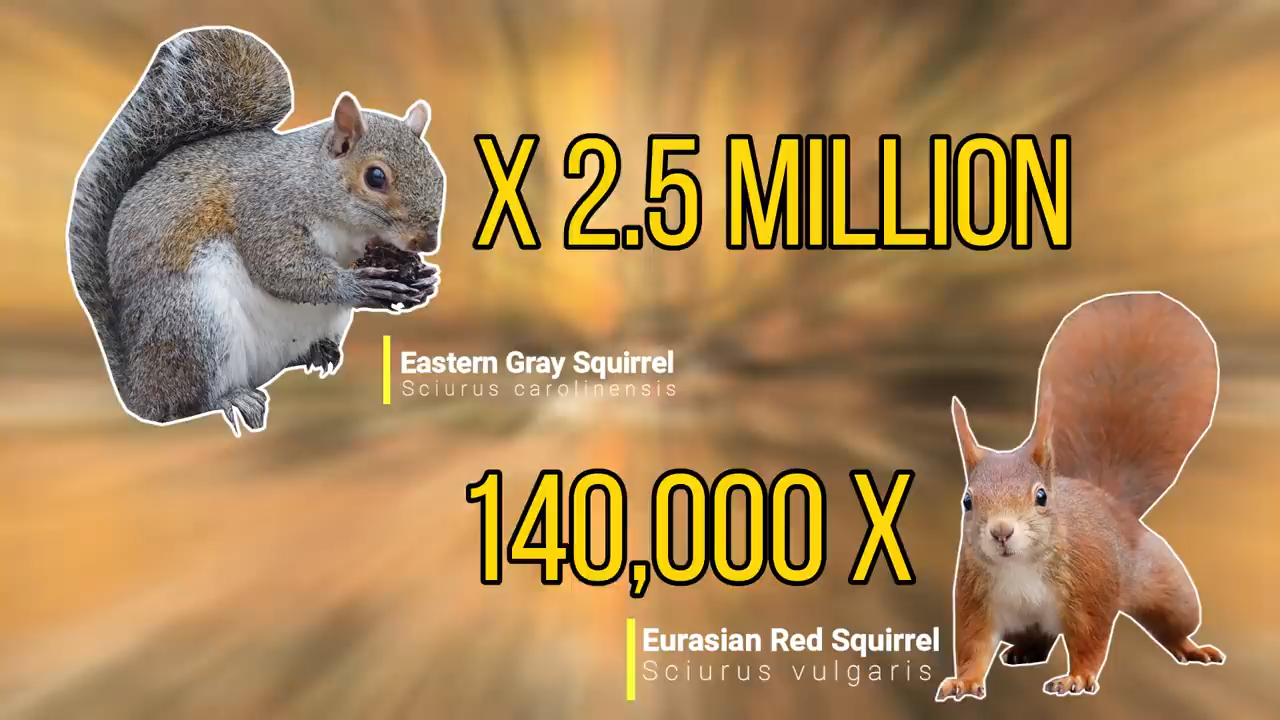 X 2.5 MILLION
Eastern Gray Squirrel
Sciurus carolinensis
140,000 X
Eurasian Red Squirrel
Sciurus vulgaris